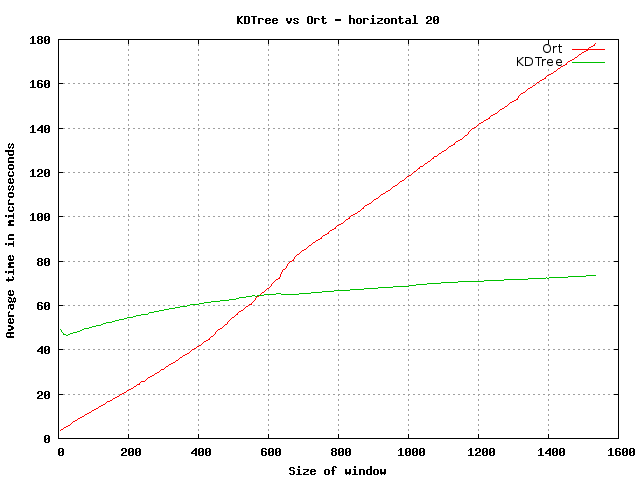 KDTree vs Ort - horizontal 20
Ort
KDTree
180
160
140
120
100
80
60
40
20
0
0 200 400 600 800 1000 1200 1400 1600
Average time in microseconds
Size of window